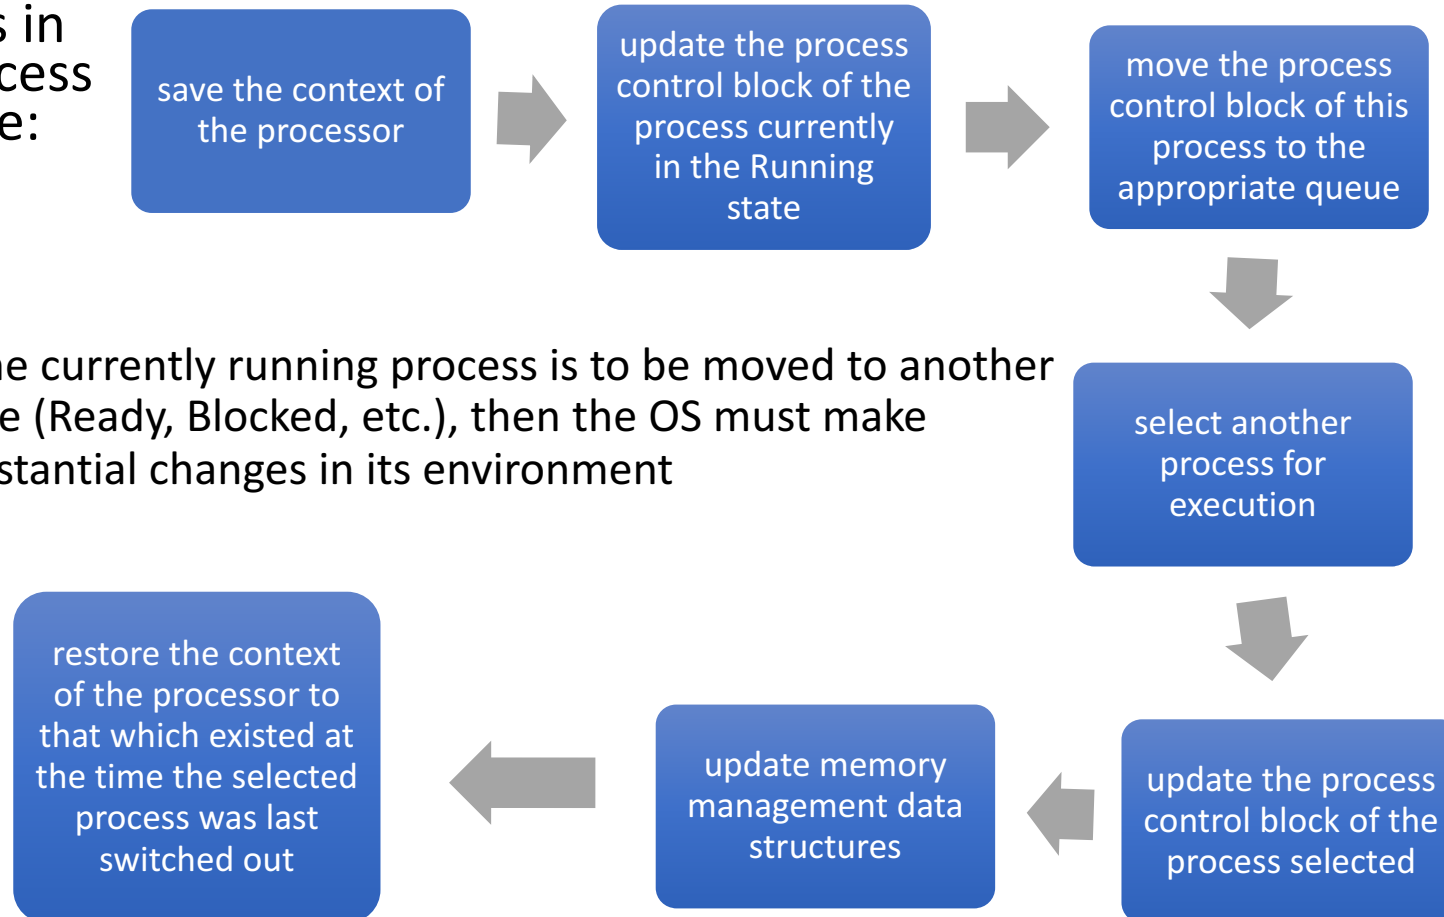 s in
cess
e:
save the context of
the processor
update the process
control block of the
process currently
in the Running
state
move the process
control block of this
process to the
appropriate queue
ne currently running process is to be moved to another
e (Ready, Blocked, etc.), then the OS must make
stantial changes in its environment
select another
process for
execution
update the process
control block of the
process selected
update memory
management data
structures
restore the context
of the processor to
that which existed at
the time the selected
process was last
switched out